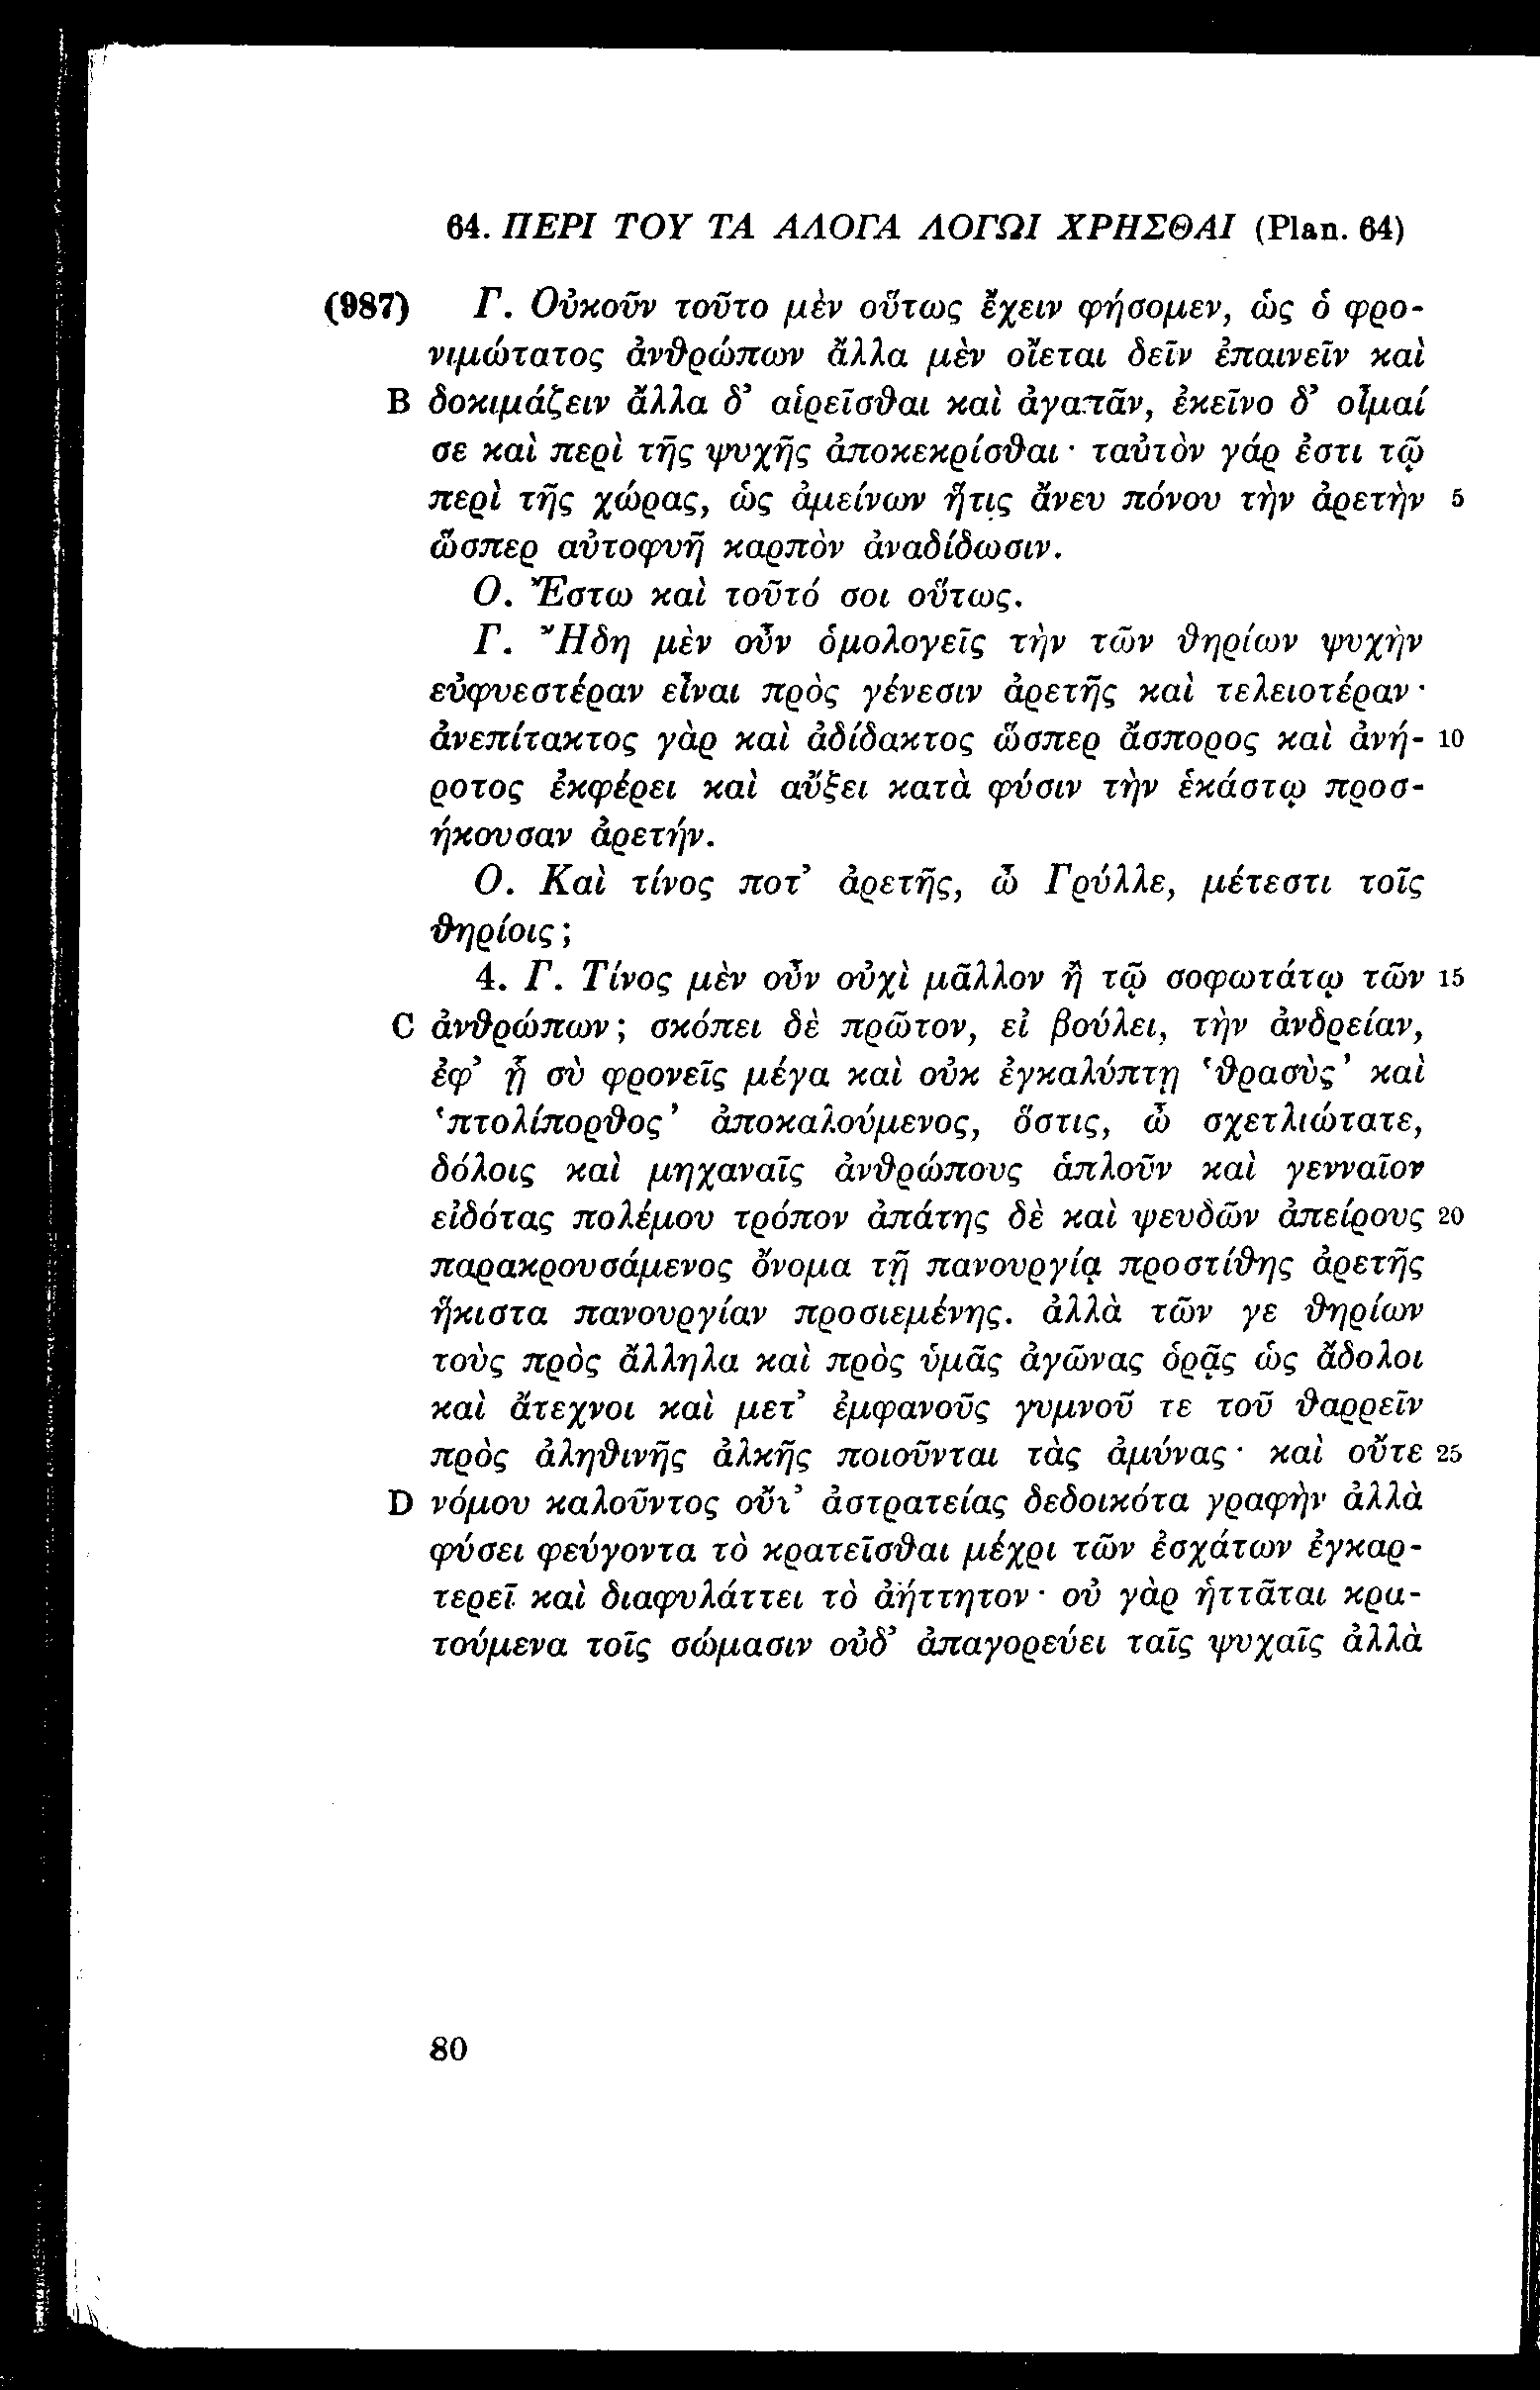 64. ΠΕΡΙ ΤΟΥ ΤΑ ΑΛΟΓΑ ΛΟΓΩΙ ΧΡΗΣΘΑΙ (Plan. 64)
(987) Γ. Οὐκοῦν τοῦτο μὲν οὕτως ἔχειν φήσομεν, ὡς ὁ φρο-
νιμώτατος ἀνθρώπων ἄλλα μὲν οἴεται δεῖν ἐπαινεῖν καὶ
B δοκιμάζειν ἄλλα δ’ αἱρεῖσθαι καὶ ἀγαπᾶν, ἐκεῖνο δ’ οἶμαί
σε καὶ περὶ τῆς ψυχῆς ἀποκεκρίσθαι· ταὐτὸν γάρ ἐστι τῷ
περὶ τῆς χώρας, ὡς ἀμείνων ἥτις ἄνευ πόνου τὴν ἀρετὴν 5
ὥσπερ αὐτοφυῆ καρπὸν ἀναδίδωσιν.
Ο. Ἔστω καὶ τοῦτό σοι οὕτως.
Γ. Ἤδη μὲν οὖν ὁμολογεῖς τὴν τῶν θηρίων ψυχὴν
εὐφυεστέραν εἶναι πρὸς γένεσιν ἀρετῆς καὶ τελειοτέραν·
ἀνεπίτακτος γὰρ καὶ ἀδίδακτος ὥσπερ ἄσπορος καὶ ἀνή- 10
ροτος ἐκφέρει καὶ αὔξει κατὰ φύσιν τὴν ἑκάστῳ προσ-
ήκουσαν ἀρετήν.
Ο. Καὶ τίνος ποτ’ ἀρετῆς, ὦ Γρύλλε, μέτεστι τοῖς
θηρίοις;
4. Γ. Τίνος μὲν οὖν οὐχὶ μᾶλλον ἢ τῷ σοφωτάτῳ τῶν 15
C ἀνθρώπων; σκόπει δὲ πρῶτον, εἰ βούλει, τὴν ἀνδρείαν,
ἐφ’ ᾗ σὺ φρονεῖς μέγα καὶ οὐκ ἐγκαλύπτῃ ‘θρασὺς’ καὶ
‘πτολίπορθος’ ἀποκαλούμενος, ὅστις, ὦ σχετλιώτατε,
δόλοις καὶ μηχαναῖς ἀνθρώπους ἁπλοῦν καὶ γενναῖον
εἰδότας πολέμου τρόπον ἀπάτης δὲ καὶ ψευδῶν ἀπείρους 20
παρακρουσάμενος ὄνομα τῇ πανουργίᾳ προστίθης ἀρετῆς
ἥκιστα πανουργίαν προσιεμένης. ἀλλὰ τῶν γε θηρίων
τοὺς πρὸς ἄλληλα καὶ πρὸς ὑμᾶς ἀγῶνας ὁρᾷς ὡς ἄδολοι
καὶ ἄτεχνοι καὶ μετ’ ἐμφανοῦς γυμνοῦ τε τοῦ θαρρεῖν
πρὸς ἀληθινῆς ἀλκῆς ποιοῦνται τὰς ἀμύνας· καὶ οὔτε 25
D νόμου καλοῦντος οὔτ’ ἀστρατείας δεδοικότα γραφὴν ἀλλὰ
φύσει φεύγοντα τὸ κρατεῖσθαι μέχρι τῶν ἐσχάτων ἐγκαρ-
τερεῖ καὶ διαφυλάττει τὸ ἀήττητον· οὐ γὰρ ἡττᾶται κρα-
τούμενα τοῖς σώμασιν οὐδ’ ἀπαγορεύει ταῖς ψυχαῖς ἀλλὰ
80